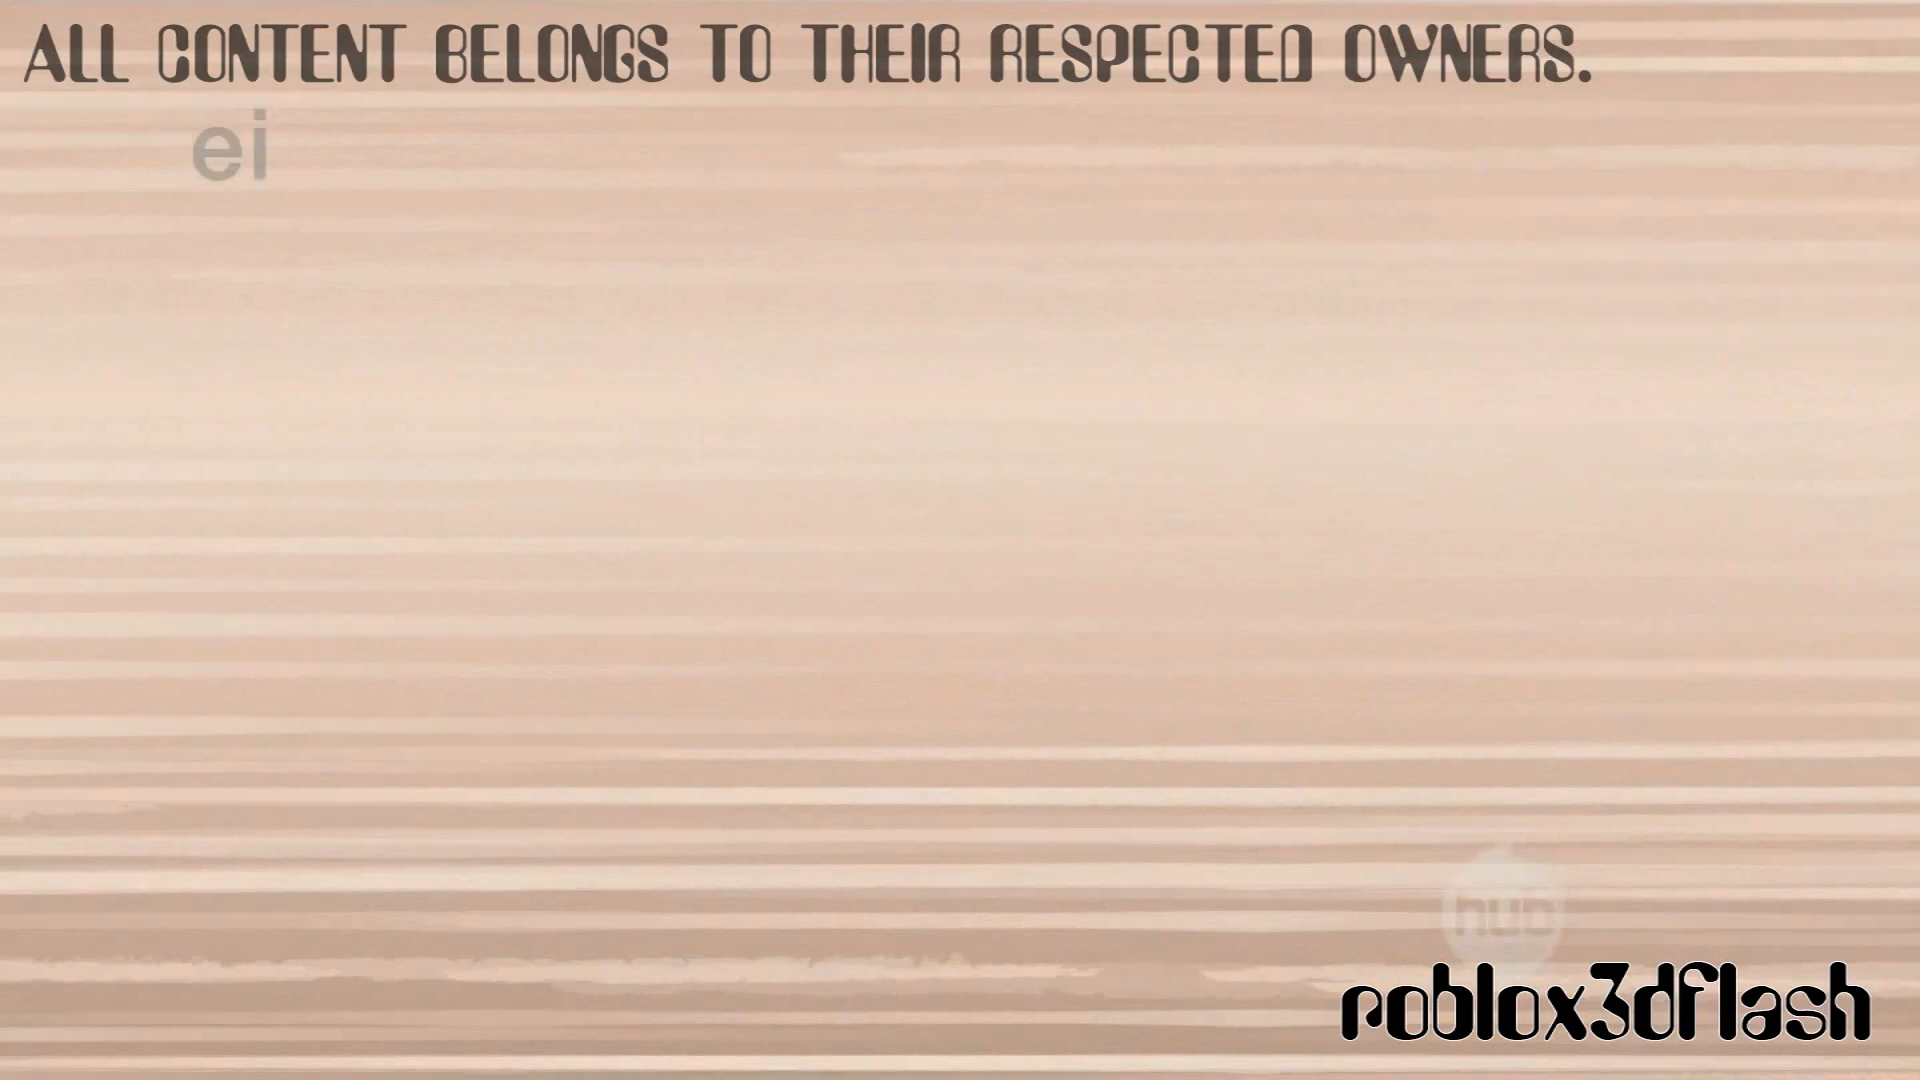 ALL CONTENT BELONGS TO THEIR RESPECTED OWNERS.
ei
hub
roblox3dflash